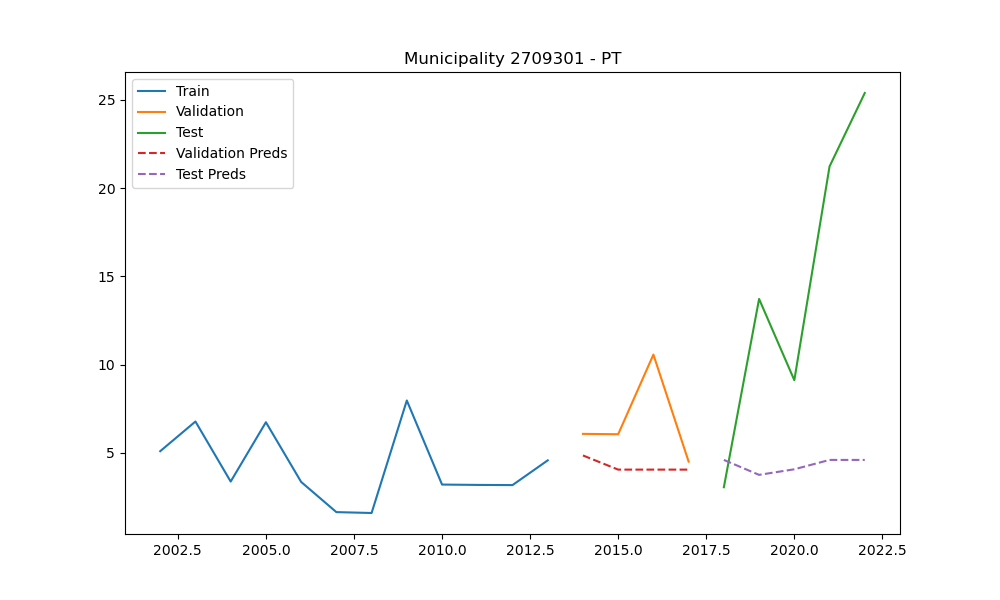 Municipality 2709301 - PT
Train
Validation
Test
Validation Preds
Test Preds
25
20
15
10
5
2002.5 2005.0 2007.5 2010.0 2012.5 2015.0 2017.5 2020.0 2022.5